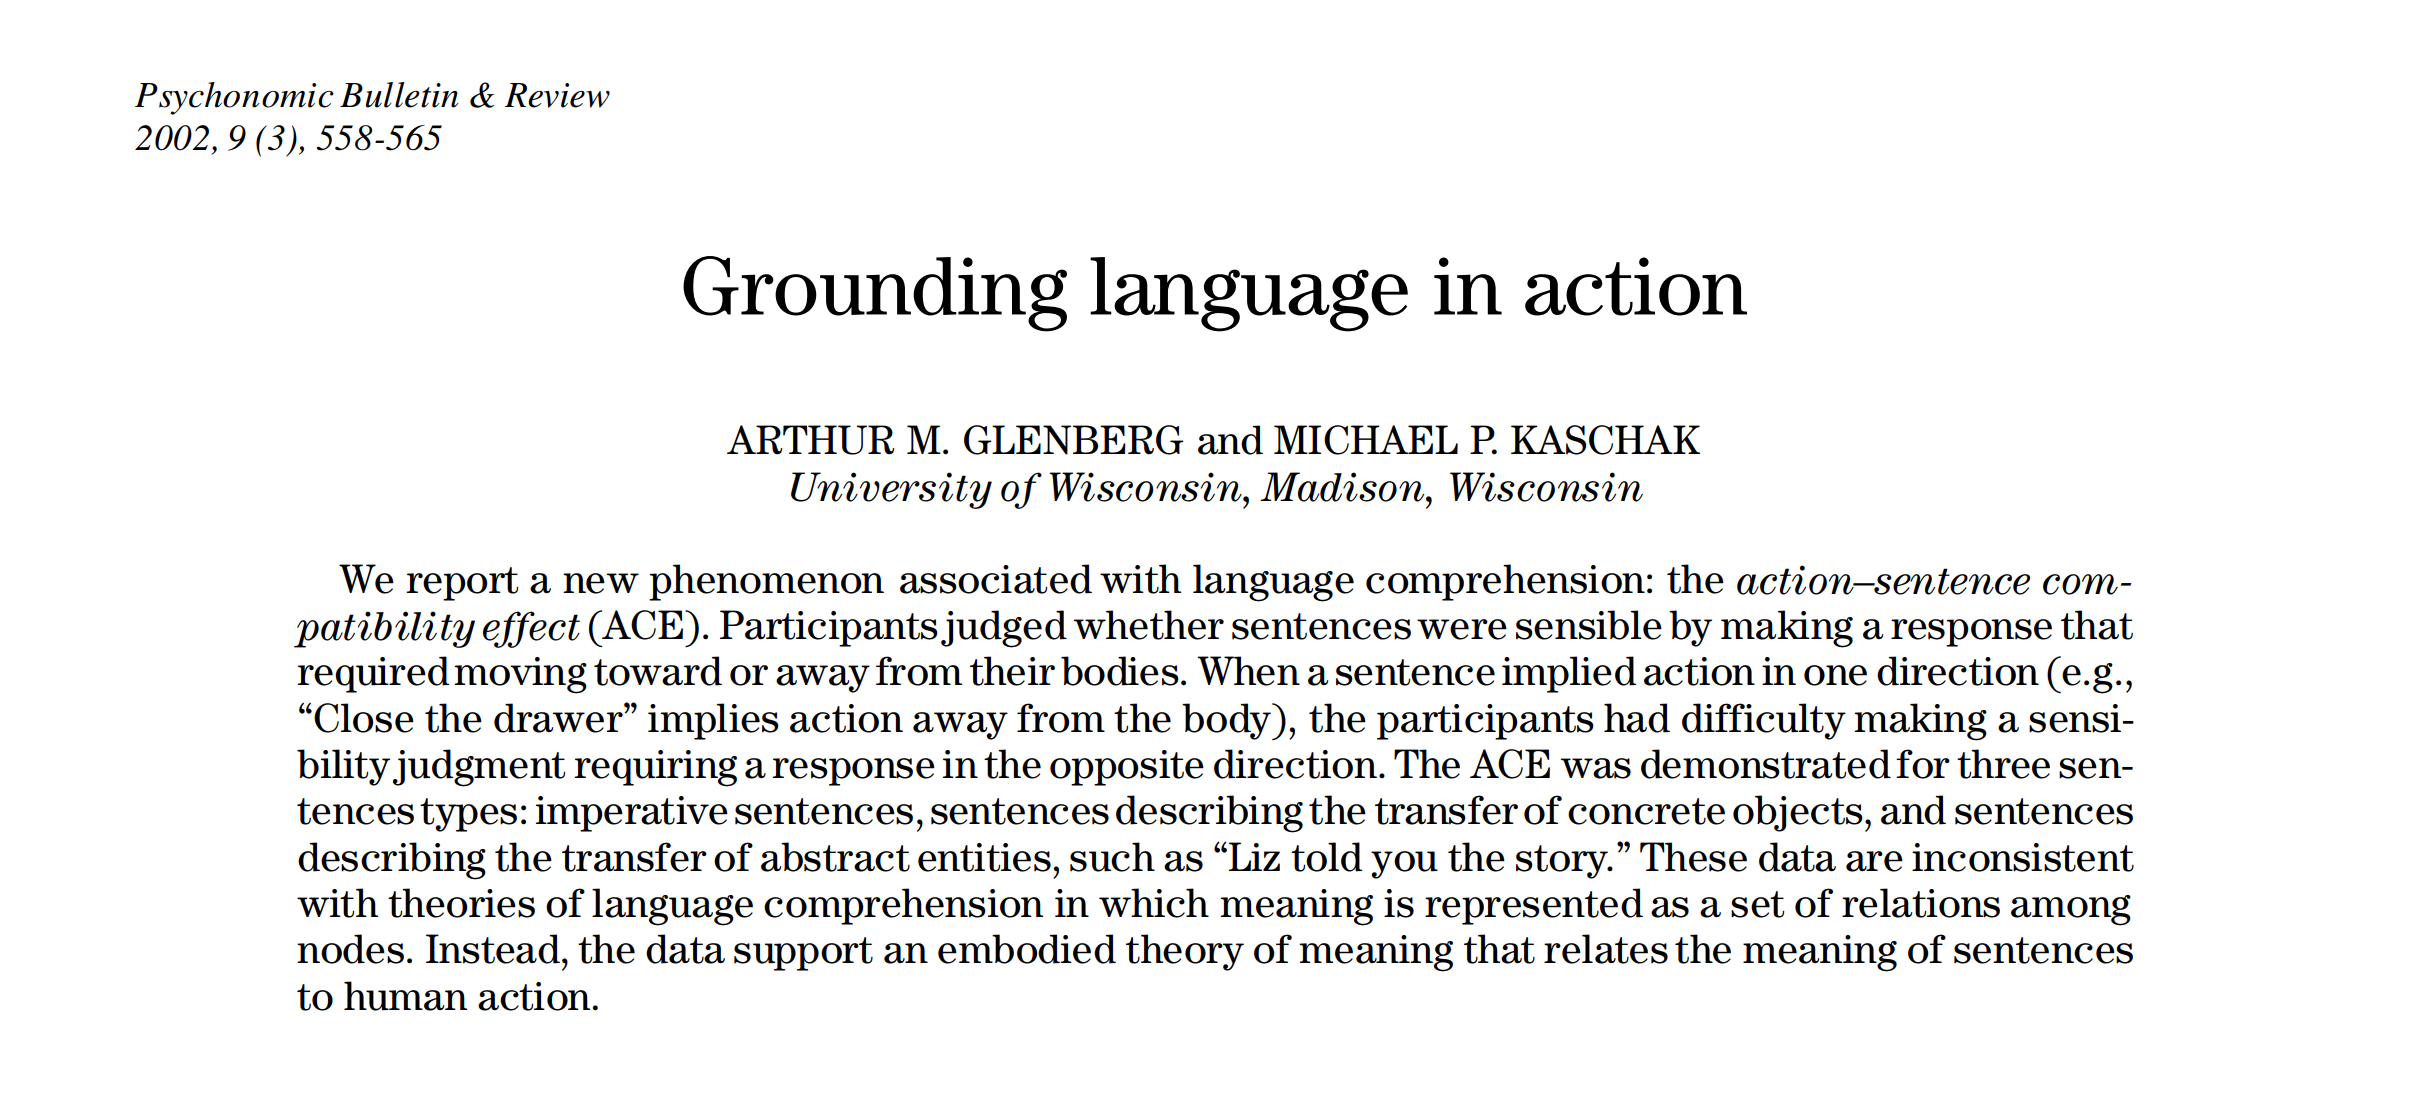 Psychonomic Bulletin & Review
2002, 9 (3), 558-565
Grounding language in action
ARTHUR M. GLENBERG and MICHAEL P. KASCHAK
University of Wisconsin, Madison, Wisconsin
We report a new phenomenon associated with language comprehension: the action–sentence com-
patibility effect (ACE). Participants judged whether sentences were sensible by making a response that
required moving toward or away from their bodies. When a sentence implied action in one direction (e.g.,
“Close the drawer” implies action away from the body), the participants had difficulty making a sensi-
bility judgment requiring a response in the opposite direction. The ACE was demonstrated for three sen-
tences types: imperative sentences, sentences describing the transfer of concrete objects, and sentences
describing the transfer of abstract entities, such as “Liz told you the story.” These data are inconsistent
with theories of language comprehension in which meaning is represented as a set of relations among
nodes. Instead, the data support an embodied theory of meaning that relates the meaning of sentences
to human action.